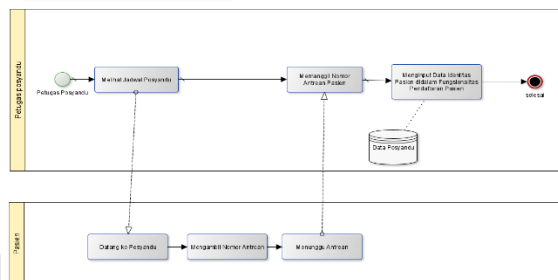 Petugas posyandu
Petugas Posyandu
Melihat Jadwal Posyandu
Memanggil Nomor
Antrean Pasien
Menginput Data Identitas
Pasien didalam Fungsionalitas
Pendaftaran Pasien
selesai
Data Posyandu
Pasien
Datang ke Posyandu
Mengambil Nomor Antrean
Menunggu Antrean